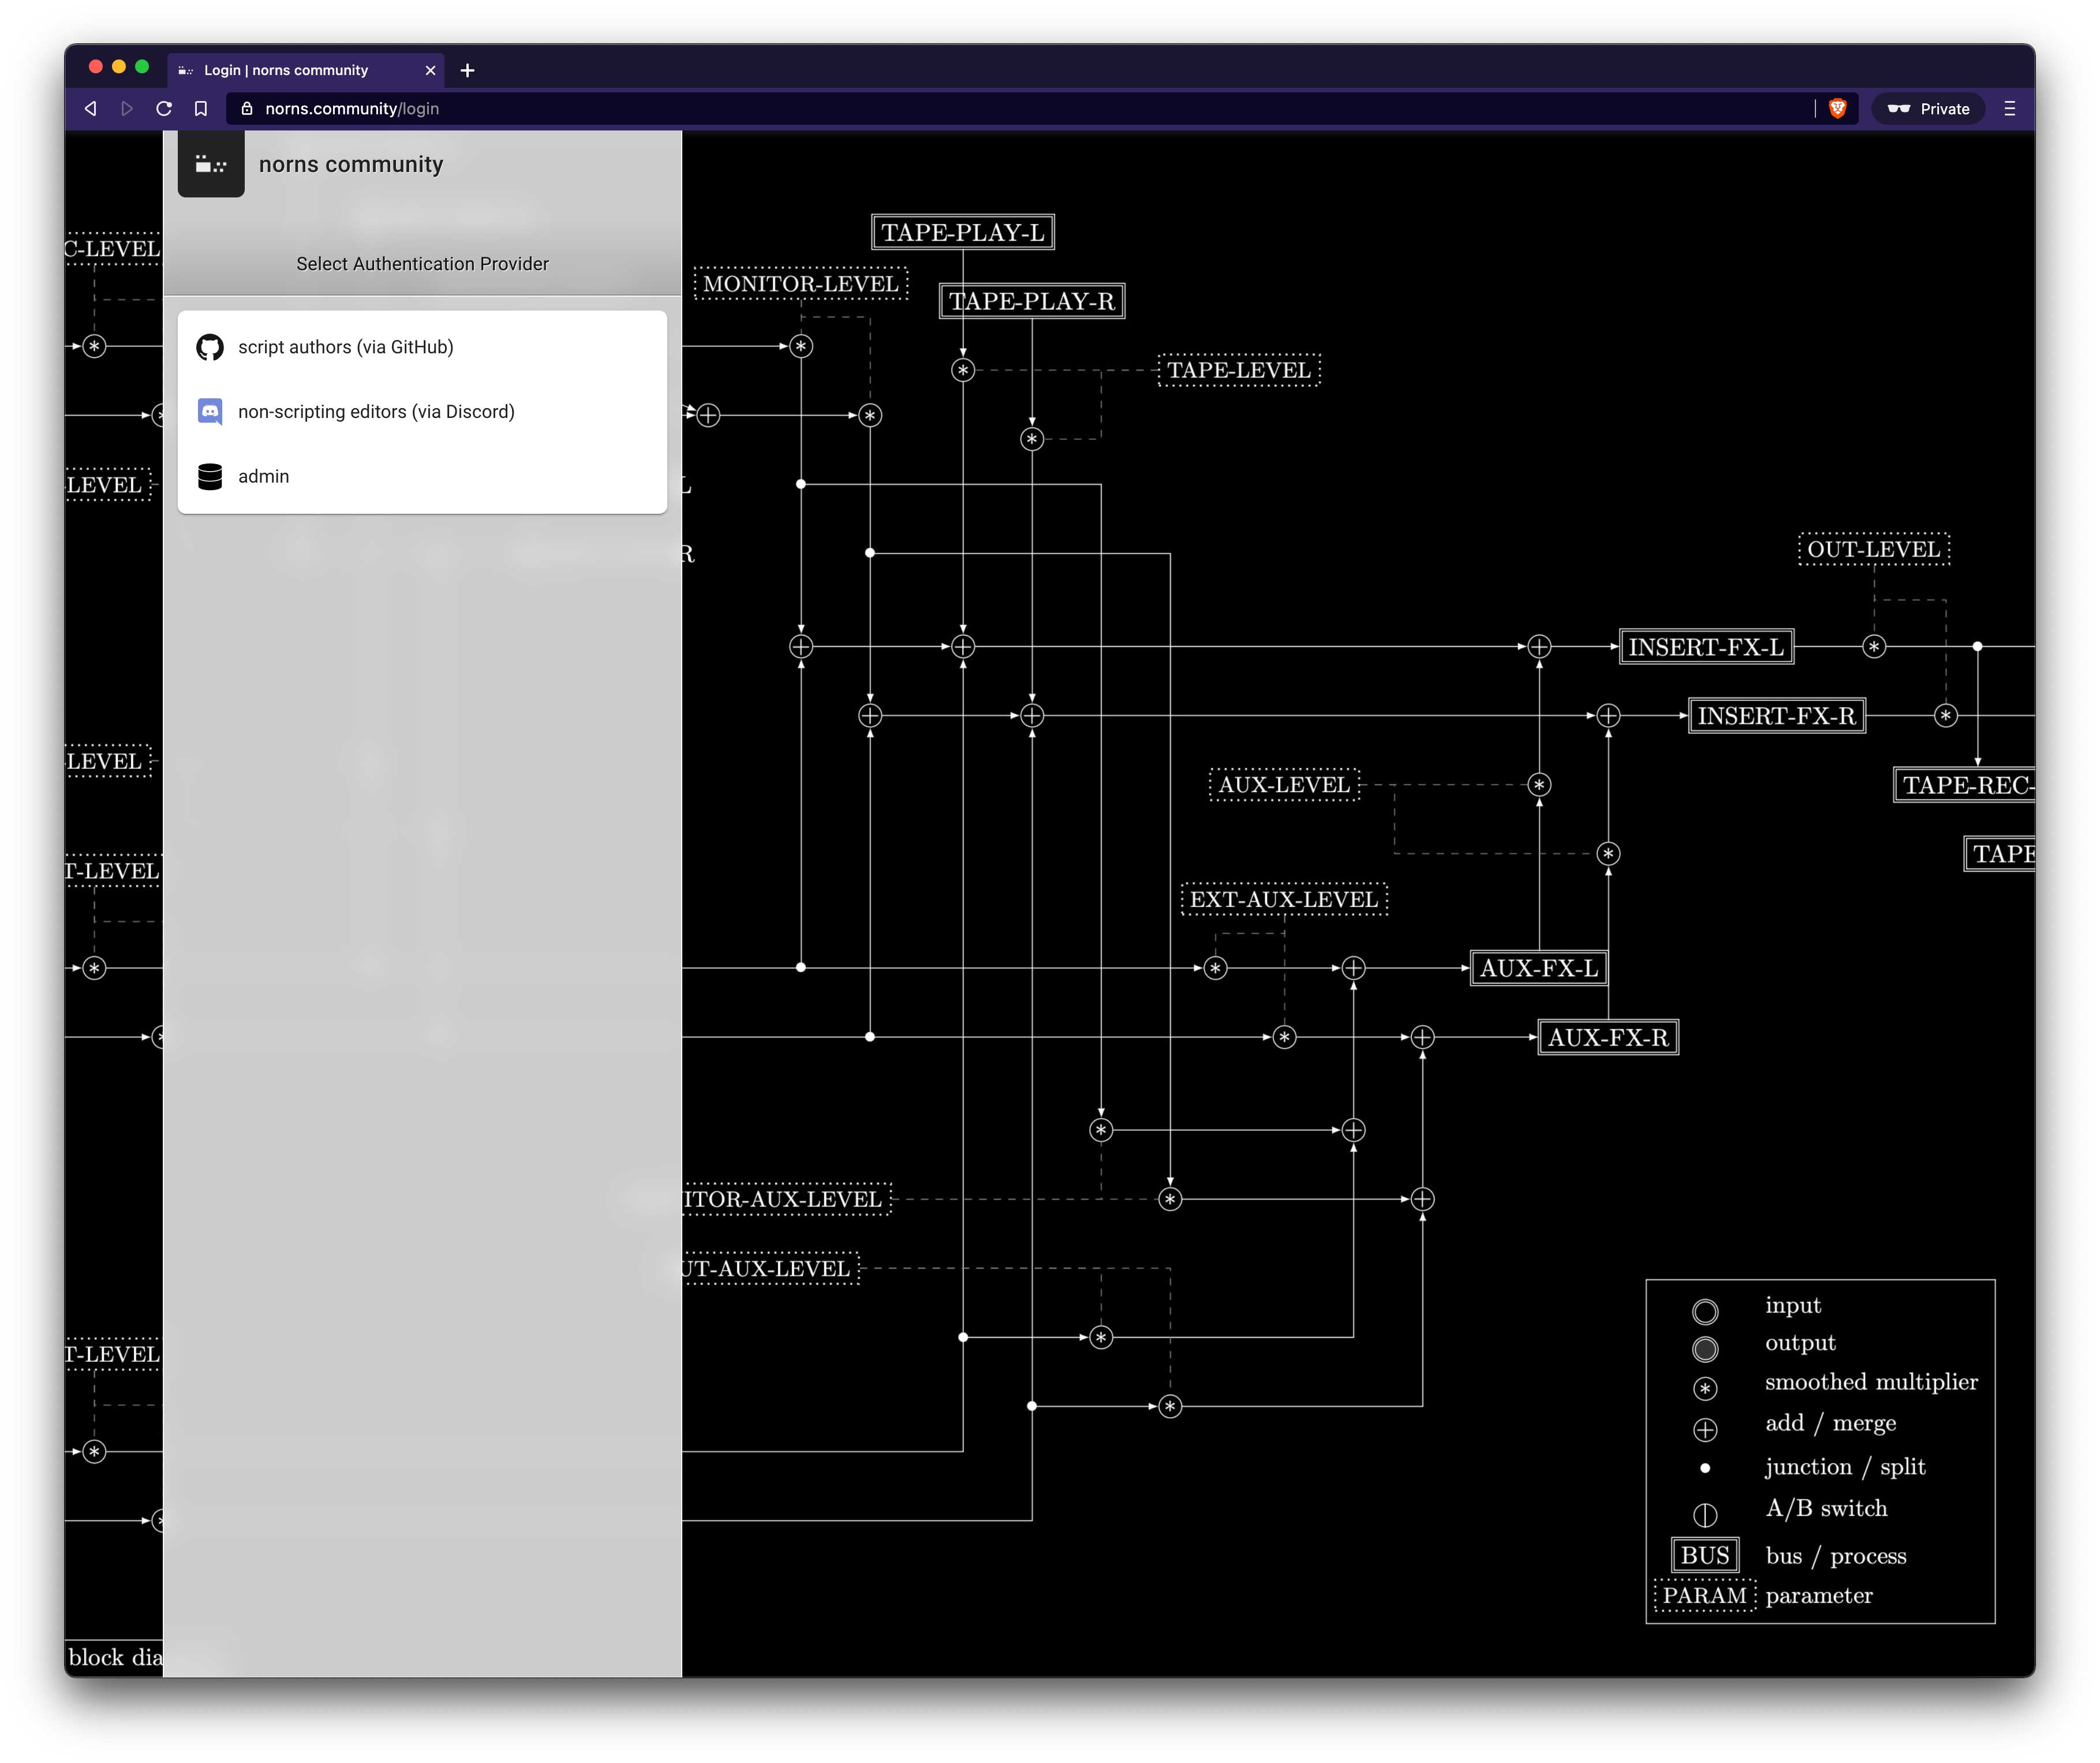 Login | norns community
norns.community/login
Private
norns community
Select Authentication Provider
script authors (via GitHub)
non-scripting editors (via Discord)
admin
C-LEVEL
-LEVEL
-LEVEL
T-LEVEL
T-LEVEL
block dia
TAPE-PLAY-L
MONITOR-LEVEL
TAPE-PLAY-R
TAPE-LEVEL
L
R
OUT-LEVEL
INSERT-FX-L
INSERT-FX-R
AUX-LEVEL
TAPE-REC-
TAPE
EXT-AUX-LEVEL
AUX-FX-L
AUX-FX-R
ITOR-AUX-LEVEL
UT-AUX-LEVEL
input
output
smoothed multiplier
add / merge
junction / split
A/B switch
BUS bus / process
PARAM parameter